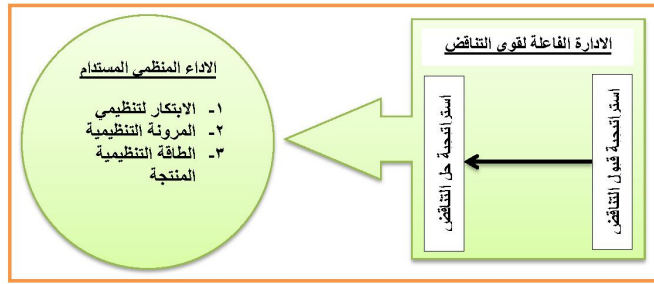 الادارة الفاعلة لقوى التناقض
استراتيجية قبول التناقض
استراتيجية حل التناقض
الاداء المنظمي المستدام
١- الابتكار لتنظيمي
٢- المرونة التنظيمية
٣- الطاقة التنظيمية
المنتجة